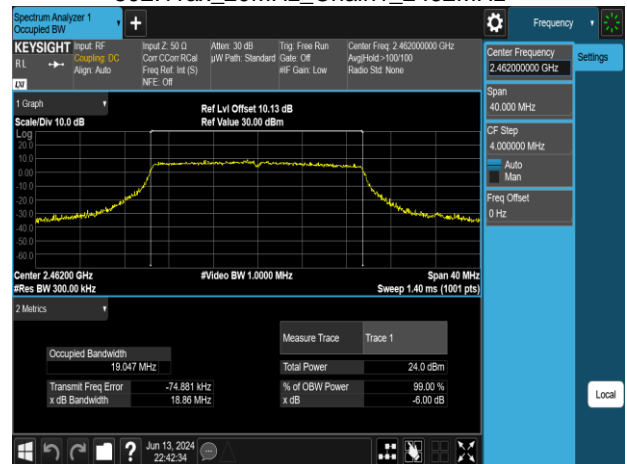 Spectrum Analyzer 1
Occupied BW
Frequency
KEYSIGHT
RL
LXI
Input: RF
Coupling: DC
Align: Auto
Input Z: 50 Ω
Corr CCorr RCal
Freq Ref: Int (S)
NFE: Off
Atten: 30 dB
µW Path: Standard
Trig: Free Run
Gate: Off
#IF Gain: Low
Center Freq: 2.462000000 GHz
Avg|Hold:>100/100
Radio Std: None
Center Frequency
2.462000000 GHz
Settings
Span
40.000 MHz
CF Step
4.000000 MHz
Auto
Man
Freq Offset
0 Hz
Local
1 Graph
Scale/Div 10.0 dB
Ref Lvl Offset 10.13 dB
Ref Value 30.00 dBm
Log
20.0
10.0
0.00
-10.0
-20.0
-30.0
-40.0
-50.0
-60.0
Center 2.46200 GHz
#Video BW 1.0000 MHz
Span 40 MHz
#Res BW 300.00 kHz
Sweep 1.40 ms (1001 pts)
2 Metrics
Measure Trace
Trace 1
Occupied Bandwidth
19.047 MHz
Total Power
24.0 dBm
Transmit Freq Error
-74.881 kHz
% of OBW Power
99.00 %
x dB Bandwidth
18.86 MHz
x dB
-6.00 dB
?
Jun 13, 2024
22:42:34